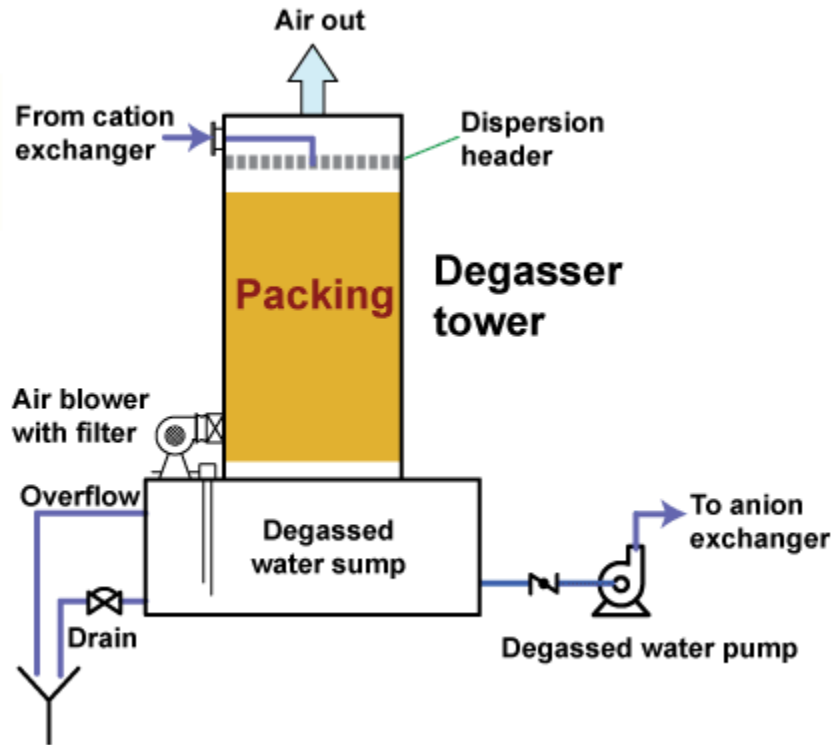 Air out
From cation
exchanger
Dispersion
header
Packing
Degasser
tower
Air blower
with filter
Overflow
Degassed
water sump
To anion
exchanger
Drain
Degassed water pump